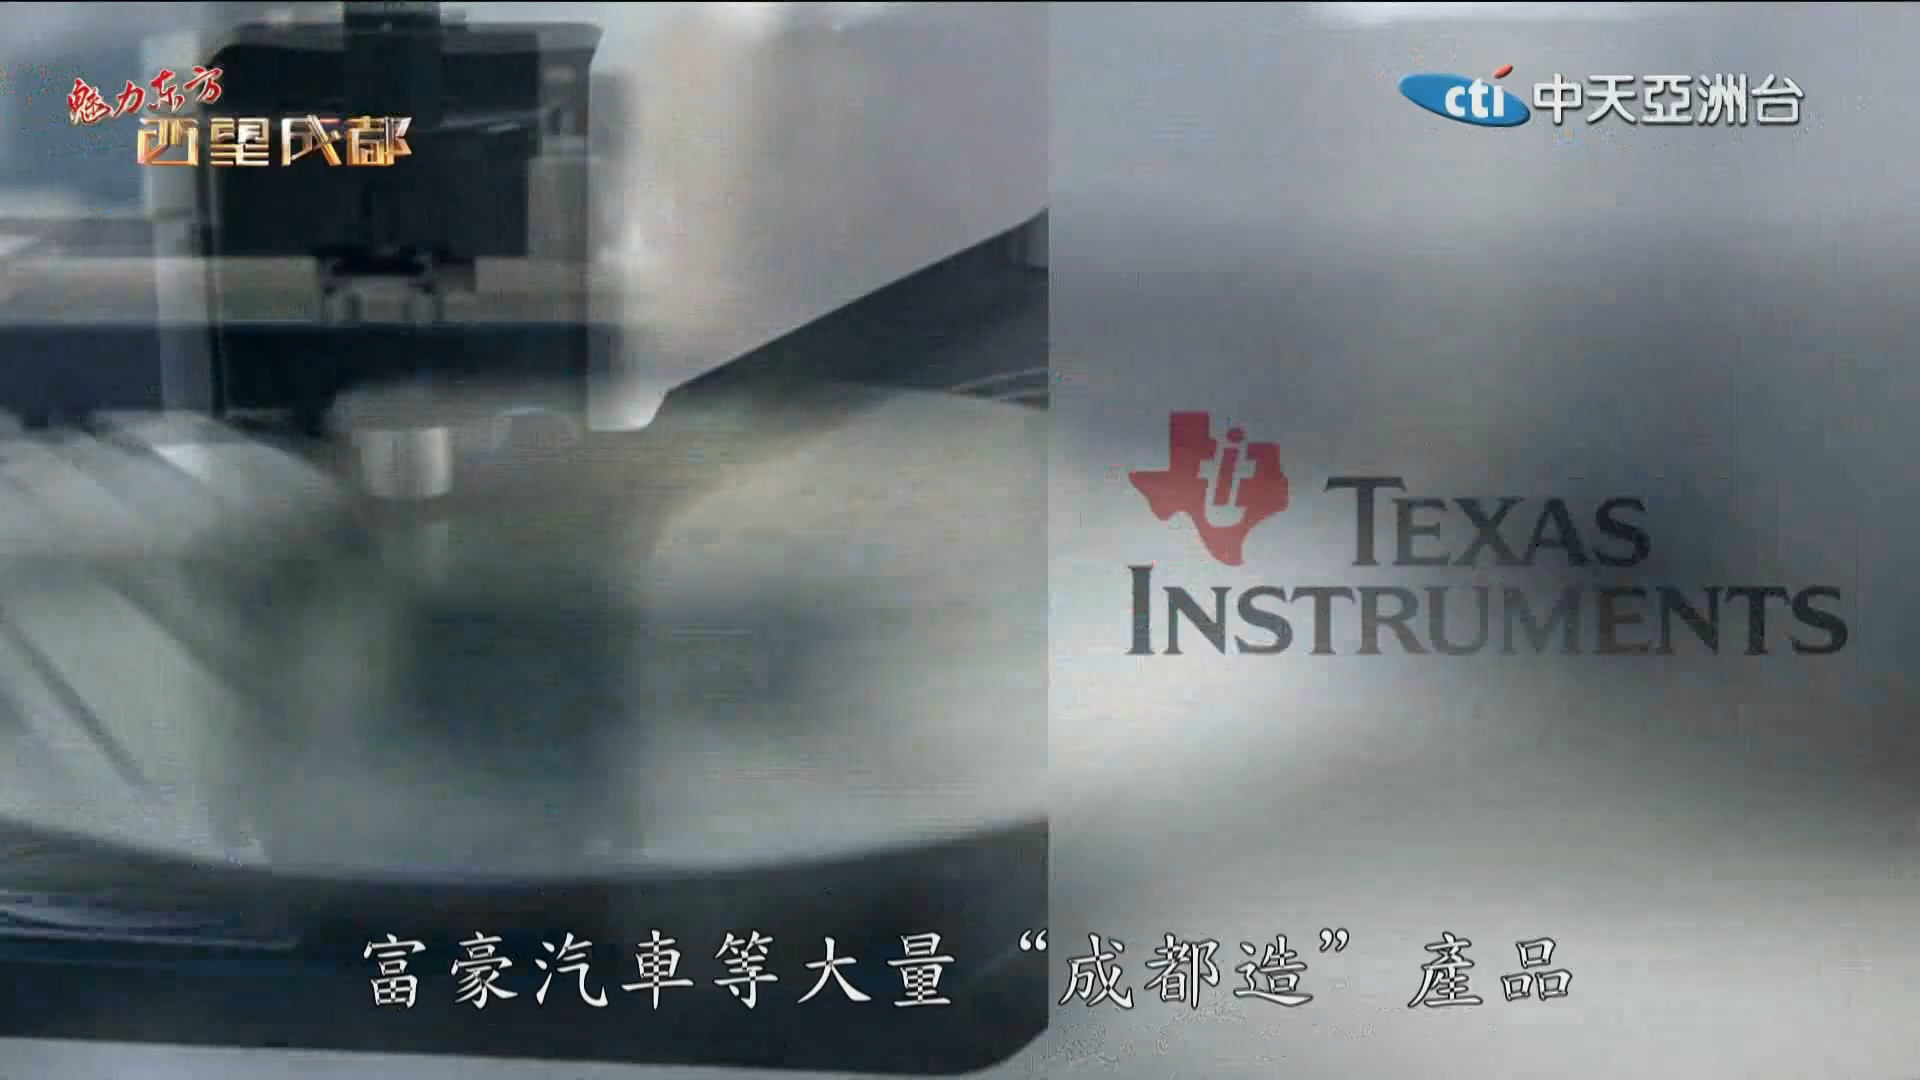 魅力东方
西望成都
cti 中天亞洲台
TEXAS
INSTRUMENTS
富豪汽車等大量“成都造”產品